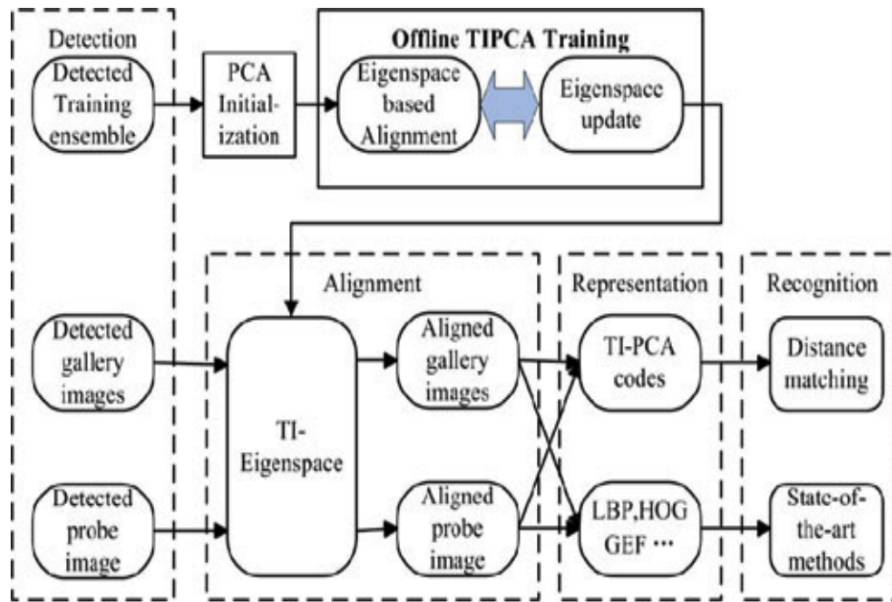 Detection
Detected
Training
ensemble
PCA
Initial-
ization
Offline TIPCA Training
Eigenspace
based
Alignment
Eigenspace
update
Alignment
Representation
Recognition
Detected
gallery
images
TI-
Eigenspace
Aligned
gallery
images
TI-PCA
codes
Distance
matching
Detected
probe
image
Aligned
probe
image
LBP,HOG
GEF ···
State-of-
the-art
methods